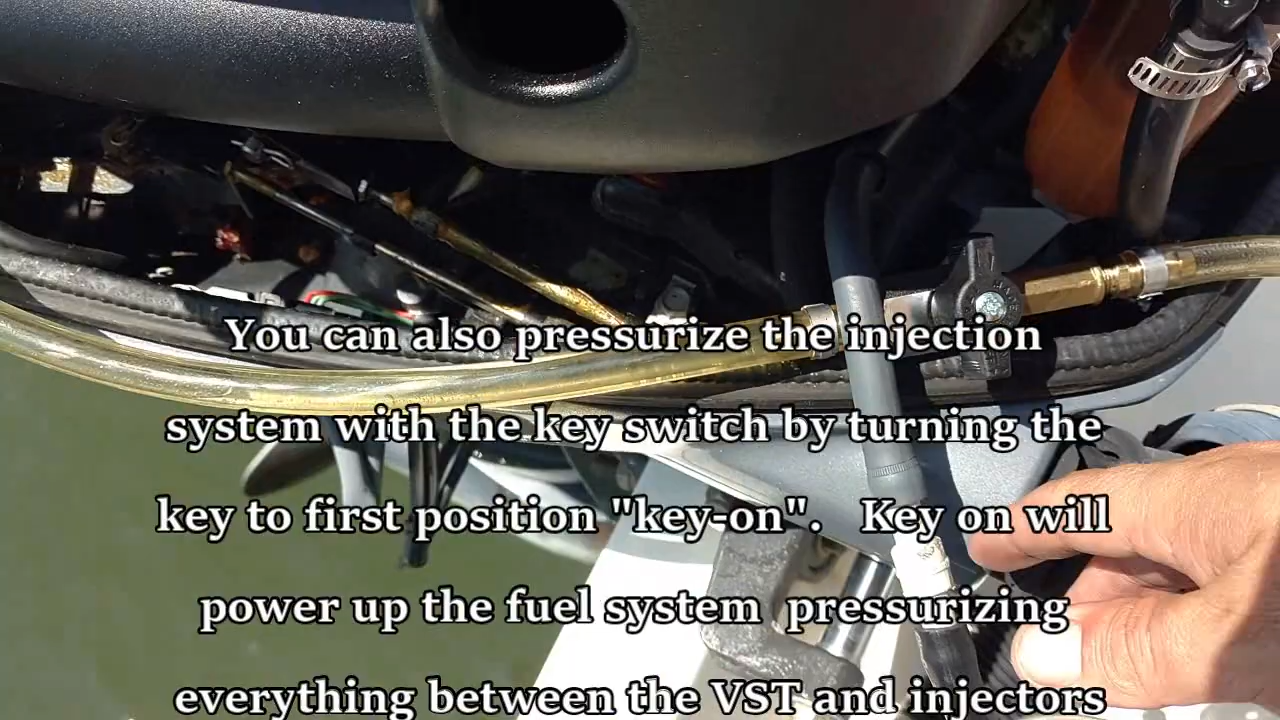 You can also pressurize the injection
system with the key switch by turning the
key to first position "key-on".   Key on will
power up the fuel system  pressurizing
everything between the VST and injectors